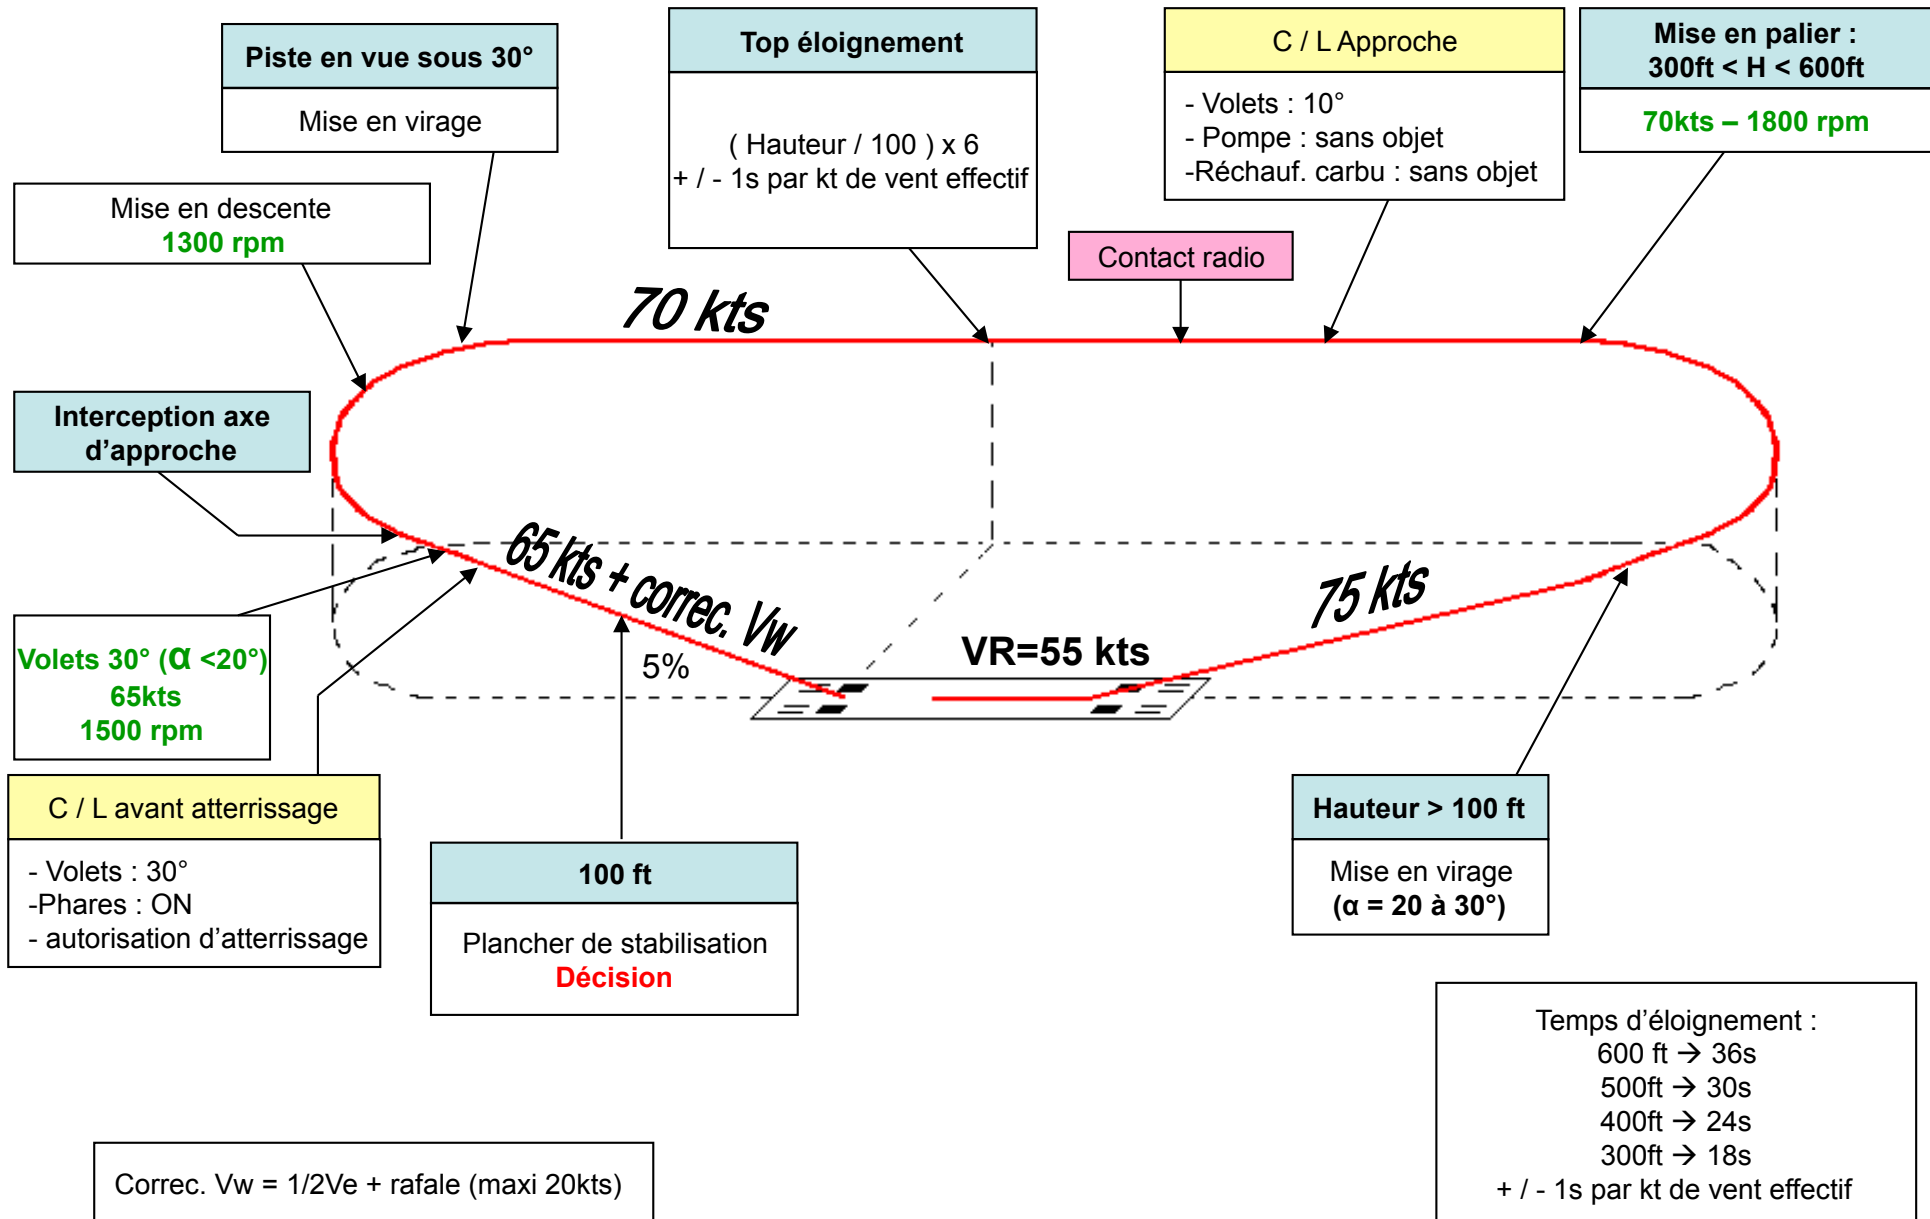 Piste en vue sous 30°
Mise en virage
Top éloignement
( Hauteur / 100 ) x 6
+ / - 1s par kt de vent effectif
C / L Approche
- Volets : 10°
- Pompe : sans objet
-Réchauf. carbu : sans objet
Mise en palier :
300ft < H < 600ft
70kts – 1800 rpm
Mise en descente
1300 rpm
Contact radio
70 kts
Interception axe
d’approche
65 kts + correc. Vw
75 kts
5%
VR=55 kts
Volets 30° (α <20°)
65kts
1500 rpm
C / L avant atterrissage
- Volets : 30°
-Phares : ON
- autorisation d’atterrissage
100 ft
Plancher de stabilisation
Décision
Hauteur > 100 ft
Mise en virage
(α = 20 à 30°)
Temps d’éloignement :
600 ft → 36s
500ft → 30s
400ft → 24s
300ft → 18s
+ / - 1s par kt de vent effectif
Correc. Vw = 1/2Ve + rafale (maxi 20kts)